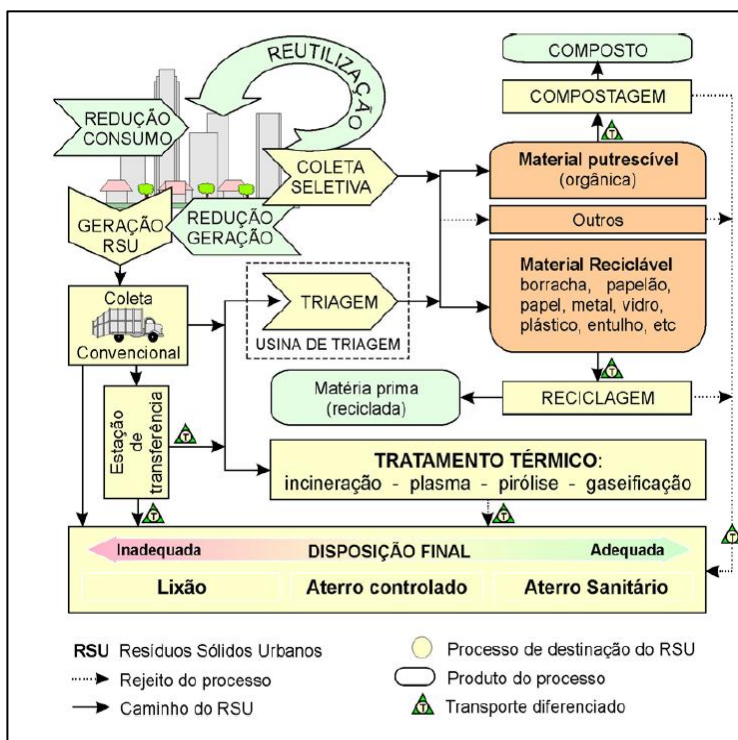 REUTILIZAÇÃO
REDUÇÃO
CONSUMO
COLETA
SELETIVA
GERAÇÃO
RSU
REDUÇÃO
GERAÇÃO
COMPOSTO
COMPOSTAGEM
T
Material putrescível
(orgânica)
Outros
Material Reciclável
borracha, papelão,
papel, metal, vidro,
plástico, entulho, etc
T
RECICLAGEM
Matéria prima
(reciclada)
Coleta
Convencional
TRIAGEM
USINA DE TRIAGEM
Estação
de
transferência
T
T
TRATAMENTO TÉRMICO:
incineração - plasma - pirólise - gaseificação
T
T
Inadequada
DISPOSIÇÃO FINAL
Adequada
Lixão
Aterro controlado
Aterro Sanitário
RSU Resíduos Sólidos Urbanos
Rejeito do processo
Caminho do RSU
Processo de destinação do RSU
Produto do processo
T Transporte diferenciado